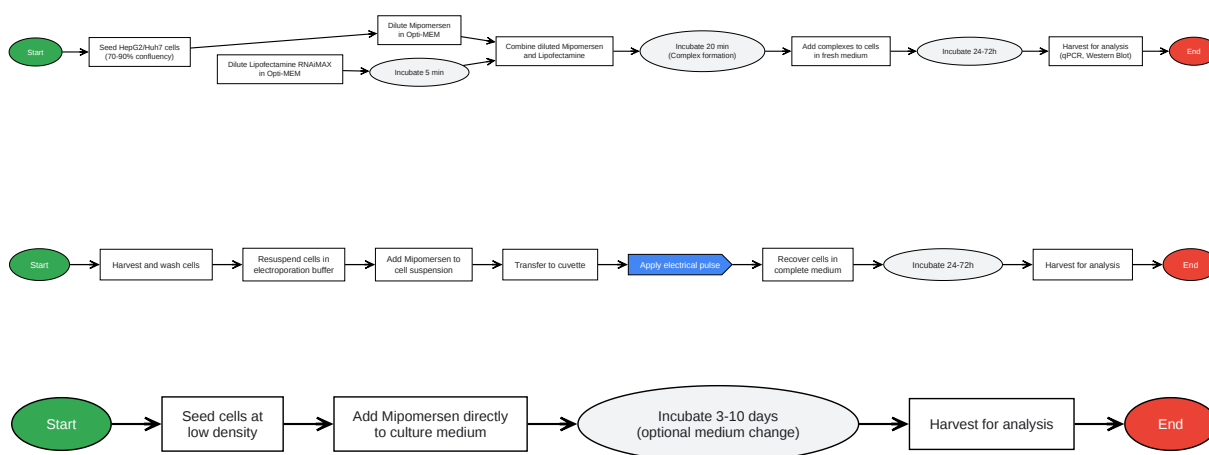 Start
Seed HepG2/Huh7 cells
(70-90% confluency)
Dilute Mipomersen
in Opti-MEM
Dilute Lipofectamine RNAiMAX
in Opti-MEM
Incubate 5 min
Combine diluted Mipomersen
and Lipofectamine
Incubate 20 min
(Complex formation)
Add complexes to cells
in fresh medium
Incubate 24-72h
Harvest for analysis
(qPCR, Western Blot)
End
Start
Harvest and wash cells
Resuspend cells in
electroporation buffer
Add Mipomersen to
cell suspension
Transfer to cuvette
Apply electrical pulse
Recover cells in
complete medium
Incubate 24-72h
Harvest for analysis
End
Start
Seed cells at
low density
Add Mipomersen directly
to culture medium
Incubate 3-10 days
(optional medium change)
Harvest for analysis
End